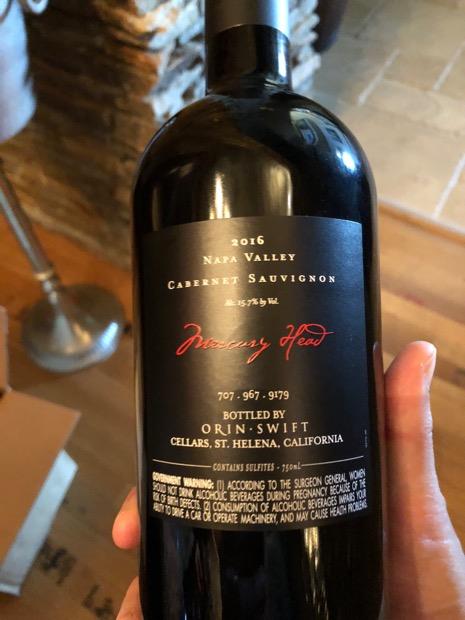 2016
NAPA VALLEY
CABERNET SAUVIGNON
Alc. 15.7% by Vol.
Mercury Head
707 - 967 - 9179
BOTTLED BY
ORIN · SWIFT
CELLARS, ST. HELENA, CALIFORNIA
CONTAINS SULFITES - 750mL
GOVERNMENT WARNING: (1) ACCORDING TO THE SURGEON GENERAL, WOMEN
SHOULD NOT DRINK ALCOHOLIC BEVERAGES DURING PREGNANCY BECAUSE OF THE
RISK OF BIRTH DEFECTS. (2) CONSUMPTION OF ALCOHOLIC BEVERAGES IMPAIRS YOUR
ABILITY TO DRIVE A CAR OR OPERATE MACHINERY, AND MAY CAUSE HEALTH PROBLEMS.